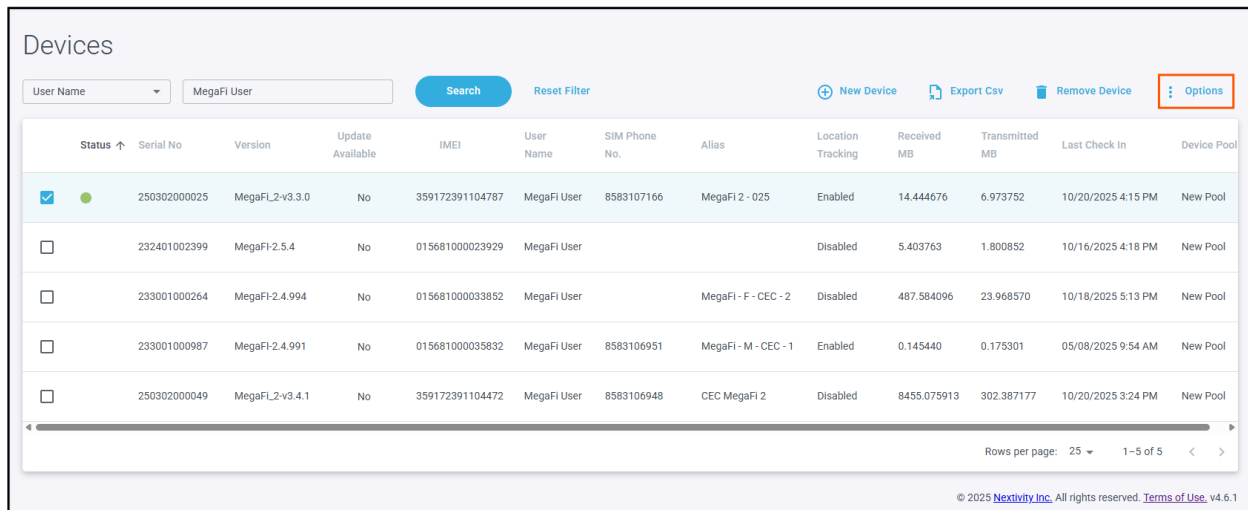 Devices
User Name MegaFi User Search Reset Filter New Device Export Csv Remove Device Options
Status Serial No Version Update Available IMEI User Name SIM Phone No. Alias Location Tracking Received MB Transmitted MB Last Check In Device Pool
250302000025 MegaFi_2-v3.3.0 No 359172391104787 MegaFi User 8583107166 MegaFi 2 - 025 Enabled 14.444676 6.973752 10/20/2025 4:15 PM New Pool
232401002399 MegaFI-2.5.4 No 015681000023929 MegaFi User Disabled 5.403763 1.800852 10/16/2025 4:18 PM New Pool
233001000264 MegaFI-2.4.994 No 015681000033852 MegaFi User MegaFi - F - CEC - 2 Disabled 487.584096 23.968570 10/18/2025 5:13 PM New Pool
233001000987 MegaFI-2.4.991 No 015681000035832 MegaFi User 8583106951 MegaFi - M - CEC - 1 Enabled 0.145440 0.175301 05/08/2025 9:54 AM New Pool
250302000049 MegaFi_2-v3.4.1 No 359172391104472 MegaFi User 8583106948 CEC MegaFi 2 Disabled 8455.075913 302.387177 10/20/2025 3:24 PM New Pool
Rows per page: 25 1–5 of 5
© 2025 Nextivity Inc. All rights reserved. Terms of Use. v4.6.1